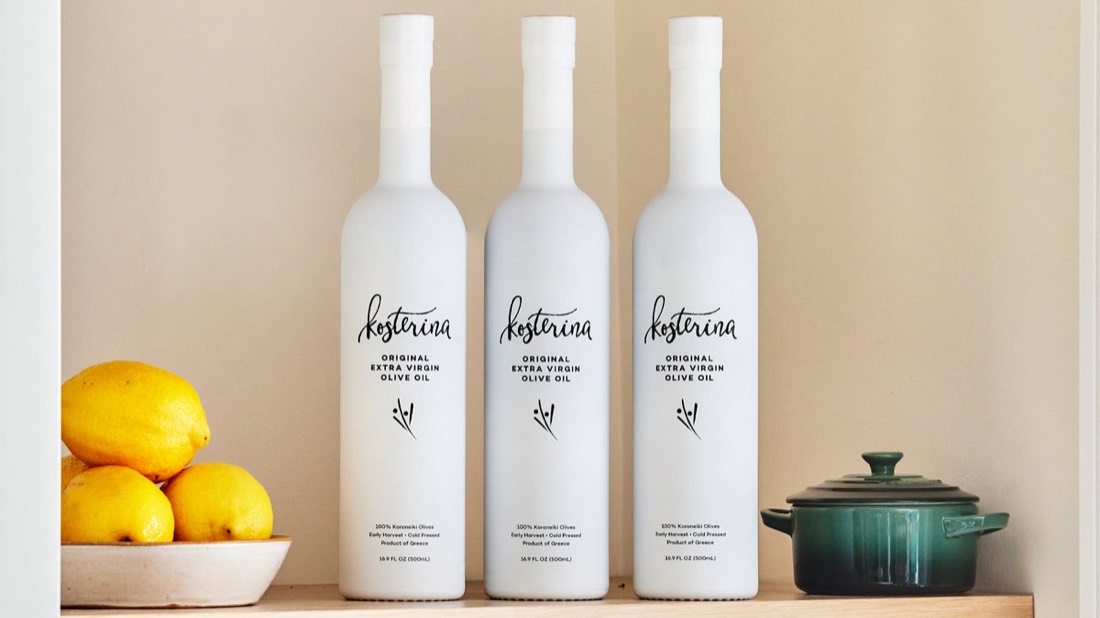 kosterina
ORIGINAL
EXTRA VIRGIN
OLIVE OIL
100% Koroneiki Olives
Early Harvest • Cold Pressed
Product of Greece
16.9 FL OZ (500mL)
kosterina
ORIGINAL
EXTRA VIRGIN
OLIVE OIL
100% Koroneiki Olives
Early Harvest • Cold Pressed
Product of Greece
16.9 FL OZ (500mL)
kosterina
ORIGINAL
EXTRA VIRGIN
OLIVE OIL
100% Koroneiki Olives
Early Harvest • Cold Pressed
Product of Greece
16.9 FL OZ (500mL)